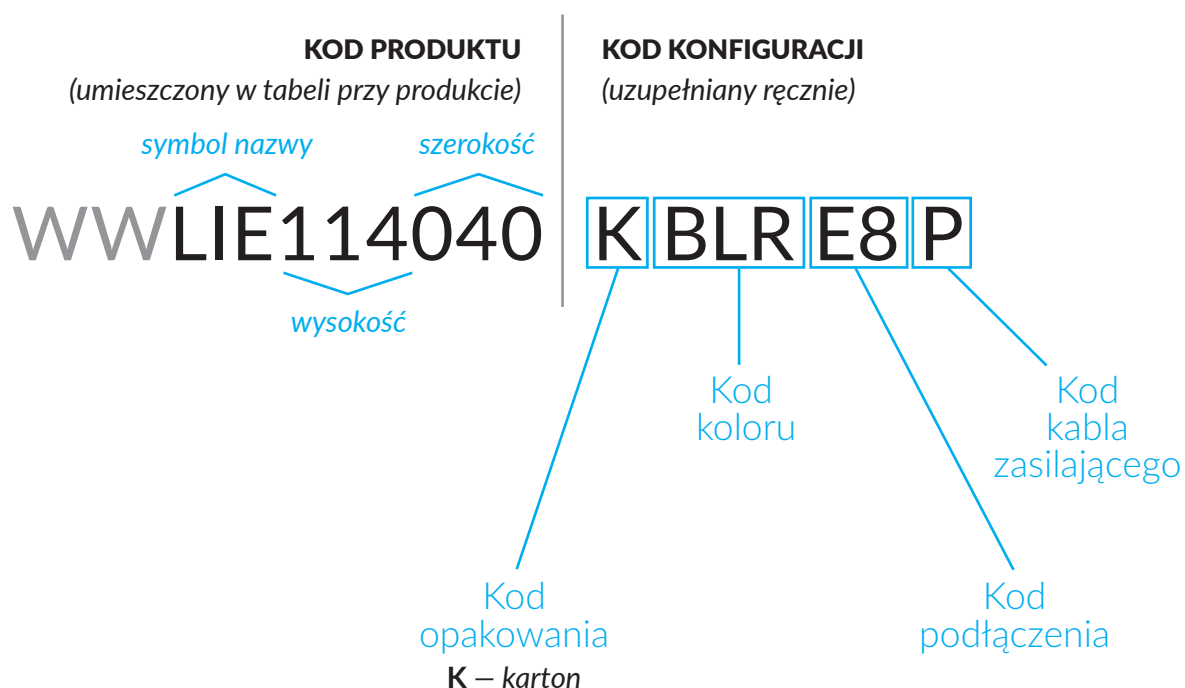 KOD PRODUKTU
(umieszczony w tabeli przy produkcie)
KOD KONFIGURACJI
(uzupełniany ręcznie)
symbol nazwy
szerokość
WWLIE114040 K BLR E8 P
wysokość
Kod
koloru
Kod
kabla
zasilającego
Kod
opakowania
K – karton
Kod
podłączenia